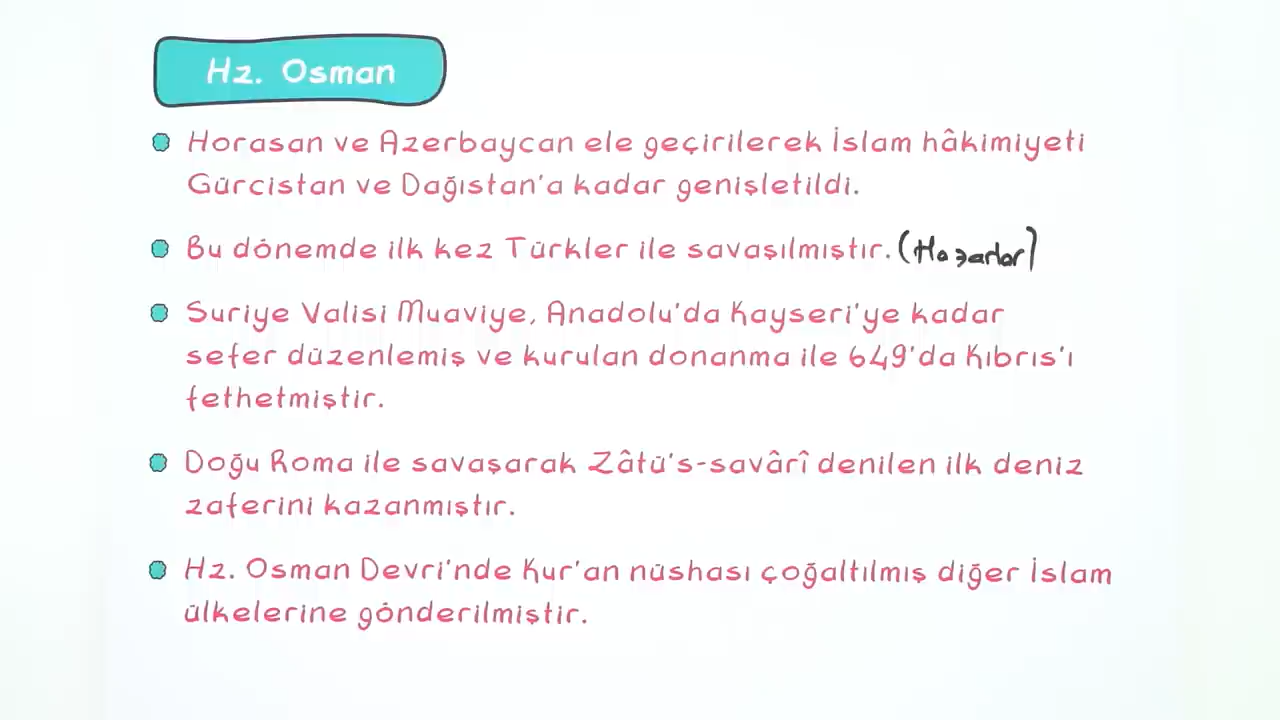 Hz. Osman
Horasan ve Azerbaycan ele geçirilerek İslam hâkimiyeti
Gürcistan ve Dağıstan'a kadar genişletildi.
Bu dönemde ilk kez Türkler ile savaşılmıştır. (Hazarlar)
Suriye Valisi Muaviye, Anadolu'da Kayseri'ye kadar
sefer düzenlemiş ve kurulan donanma ile 649'da Kıbrıs'ı
fethetmiştir.
Doğu Roma ile savaşarak Zâtü's-savârî denilen ilk deniz
zaferini kazanmıştır.
Hz. Osman Devri'nde Kur'an nüshası çoğaltılmış diğer İslam
ülkelerine gönderilmiştir.